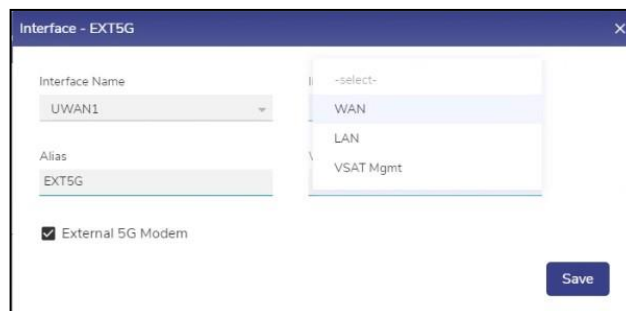 Interface - EXT5G
Interface Name
-select-
UWAN1
WAN
LAN
Alias
VSAT Mgmt
EXT5G
External 5G Modem
Save